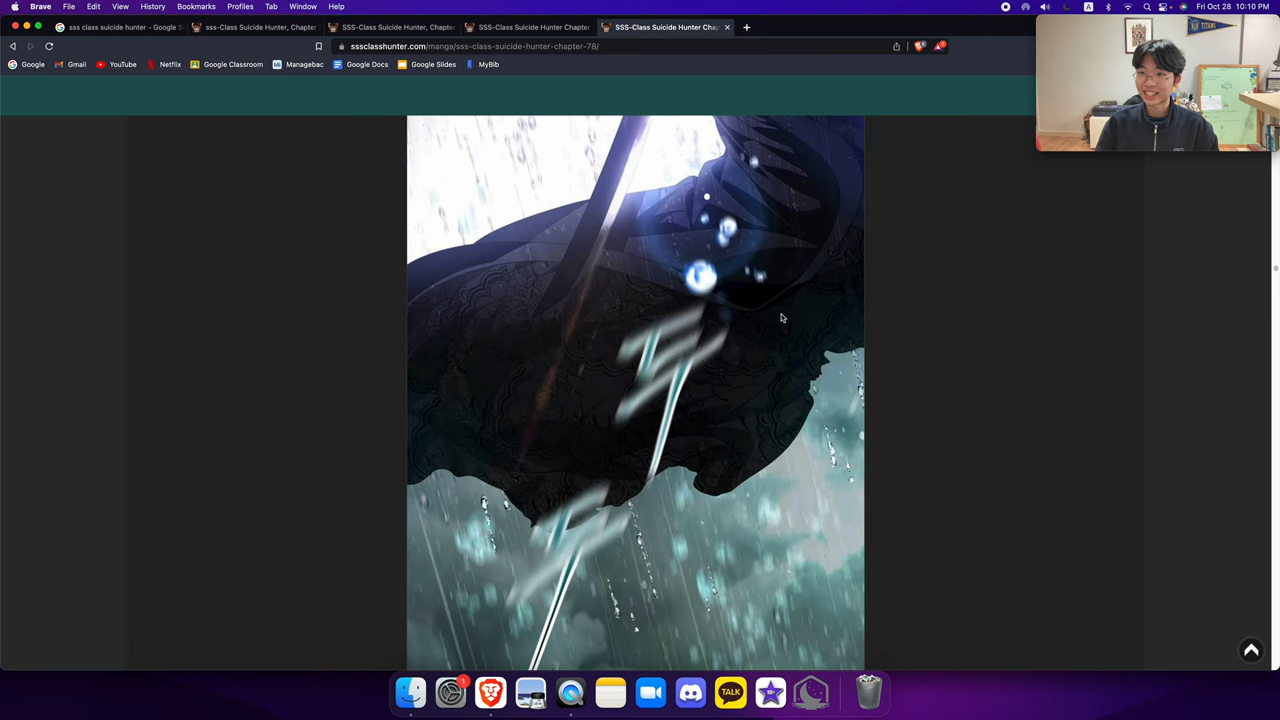 Brave File Edit View History Bookmarks Profiles Tab Window Help Fri Oct 28 10:10 PM
sss class suicide hunter - Google S sss-Class Suicide Hunter, Chapter SSS-Class Suicide Hunter, Chapte SSS-Class Suicide Hunter Chapter SSS-Class Suicide Hunter Chap
sssclasshunter.com/manga/sss-class-suicide-hunter-chapter-78/
Google Gmail YouTube Netflix Google Classroom Managebac Google Docs Google Slides MyBib
TITANS
1
TALK